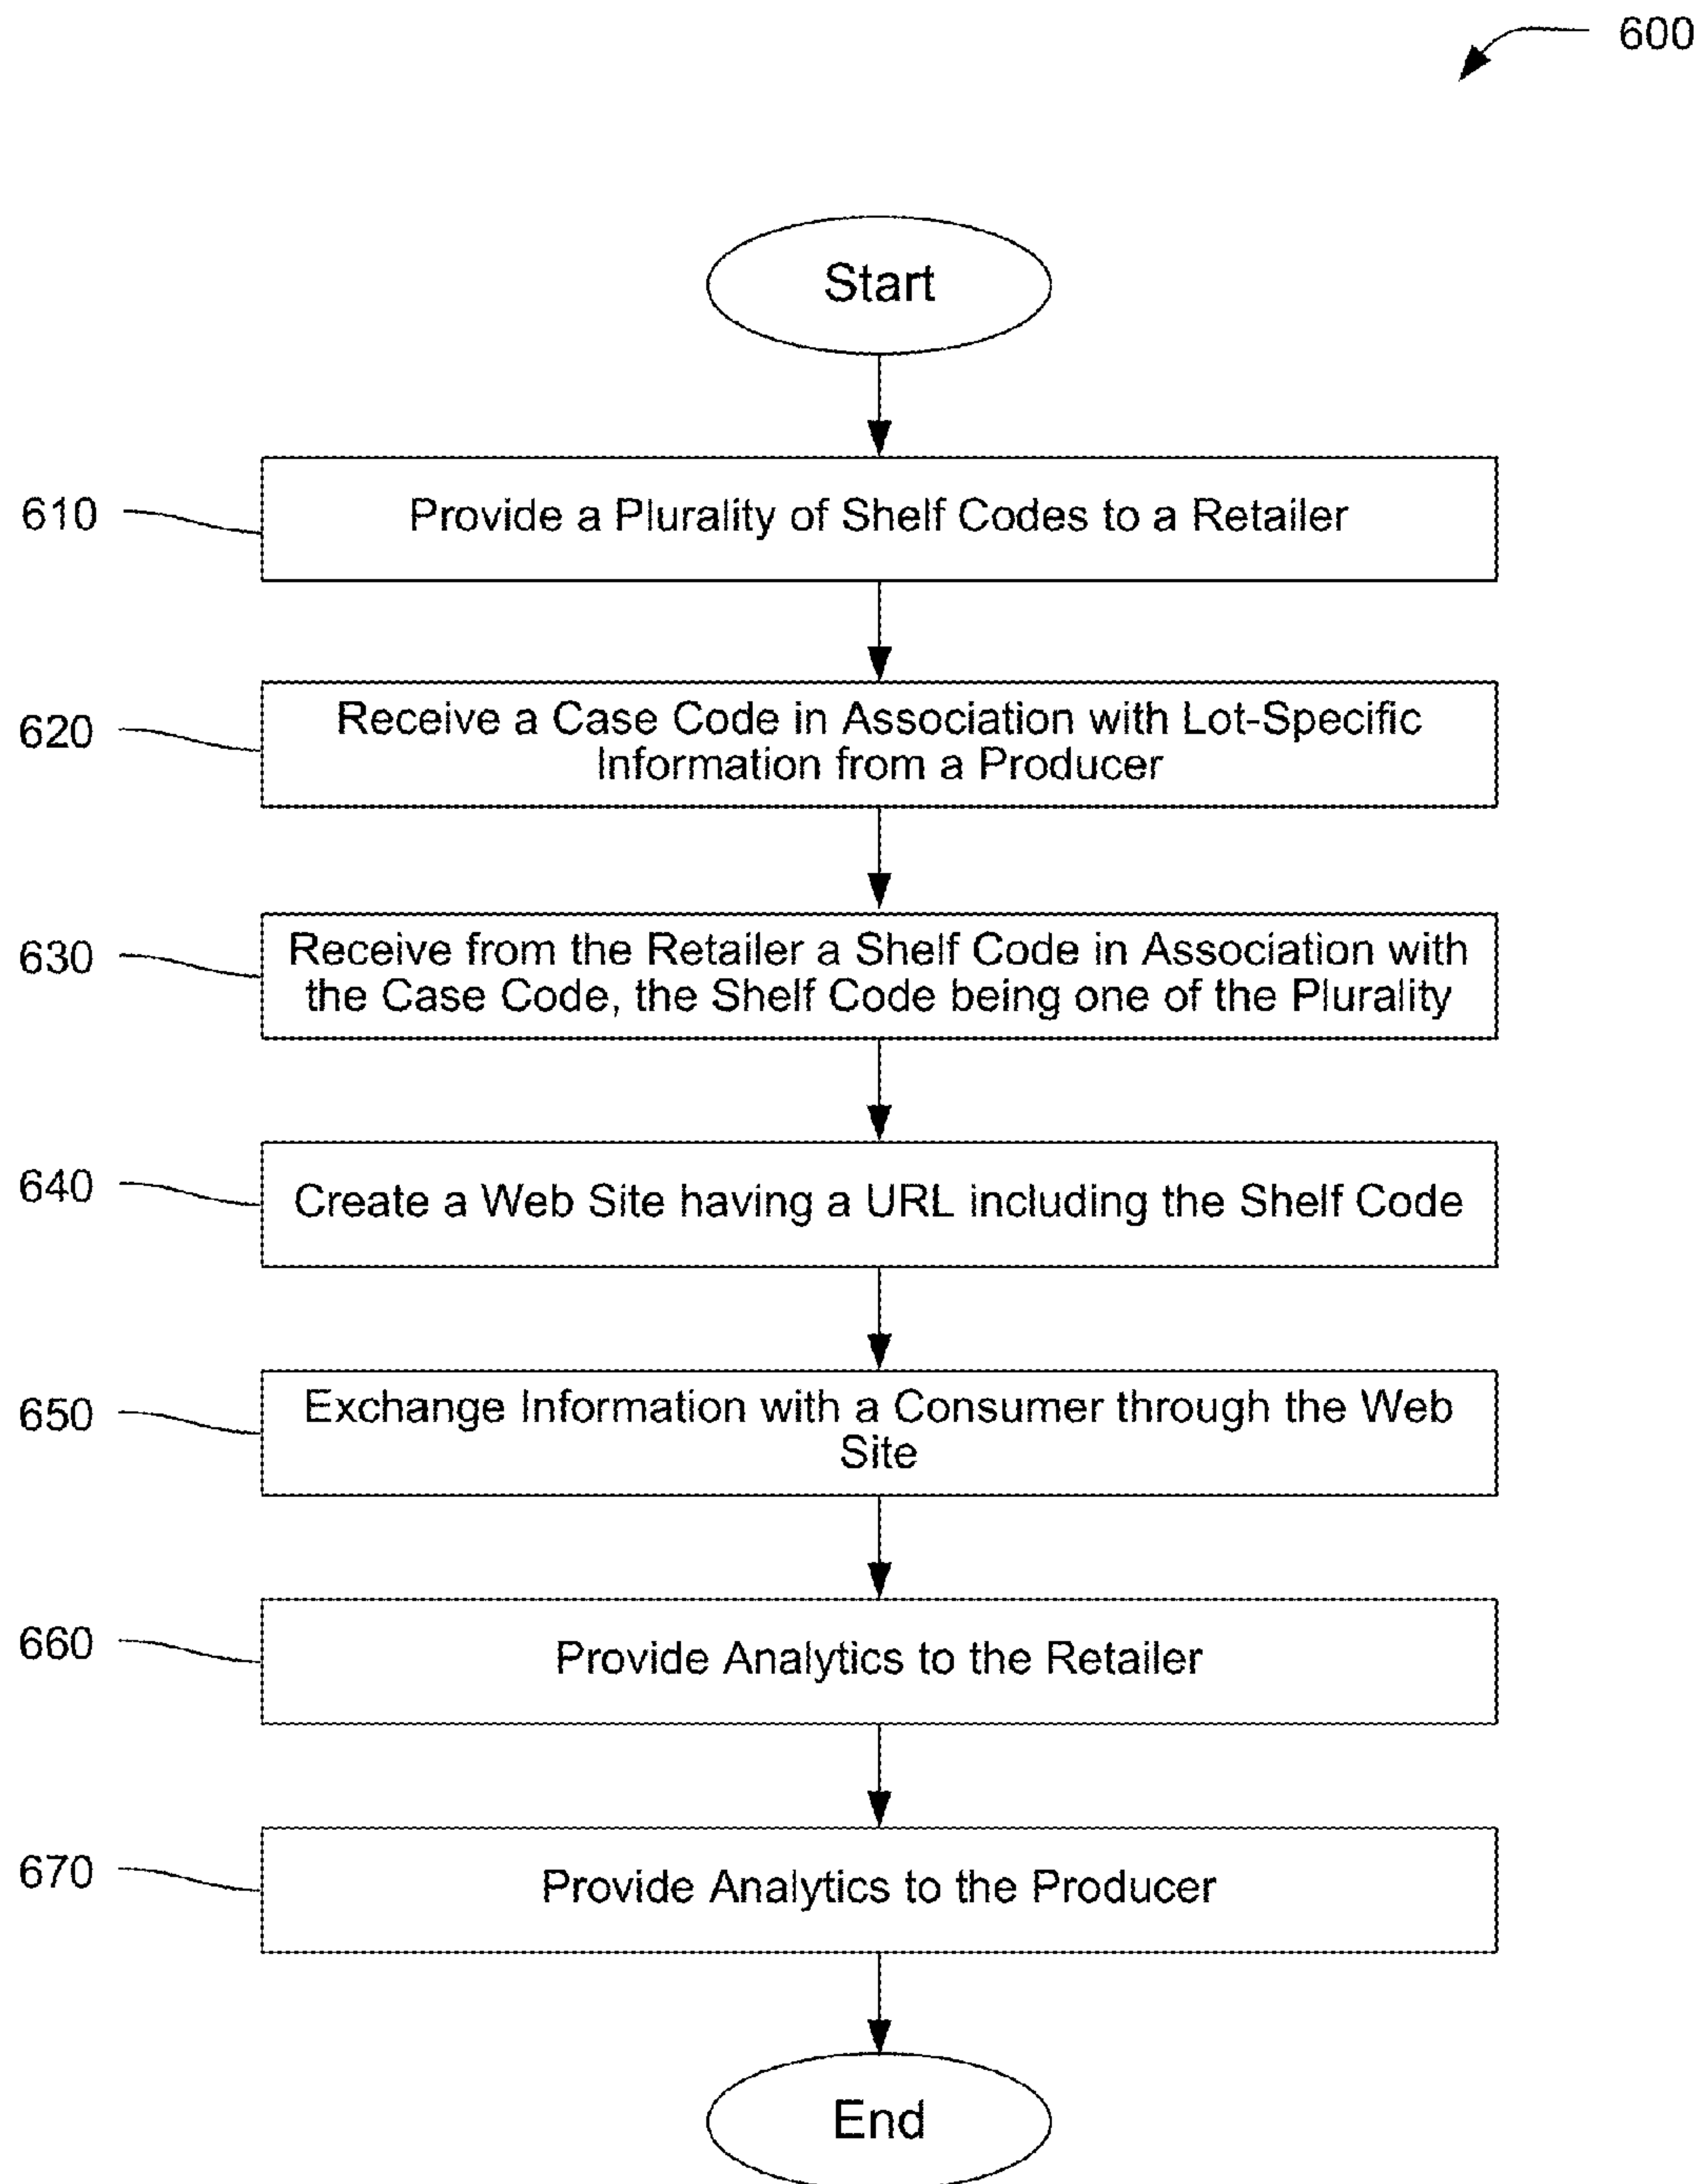 600
Start
610
Provide a Plurality of Shelf Codes to a Retailer
620
Receive a Case Code in Association with Lot-Specific
Information from a Producer
630
Receive from the Retailer a Shelf Code in Association with
the Case Code, the Shelf Code being one of the Plurality
640
Create a Web Site having a URL including the Shelf Code
650
Exchange Information with a Consumer through the Web
Site
660
Provide Analytics to the Retailer
670
Provide Analytics to the Producer
End